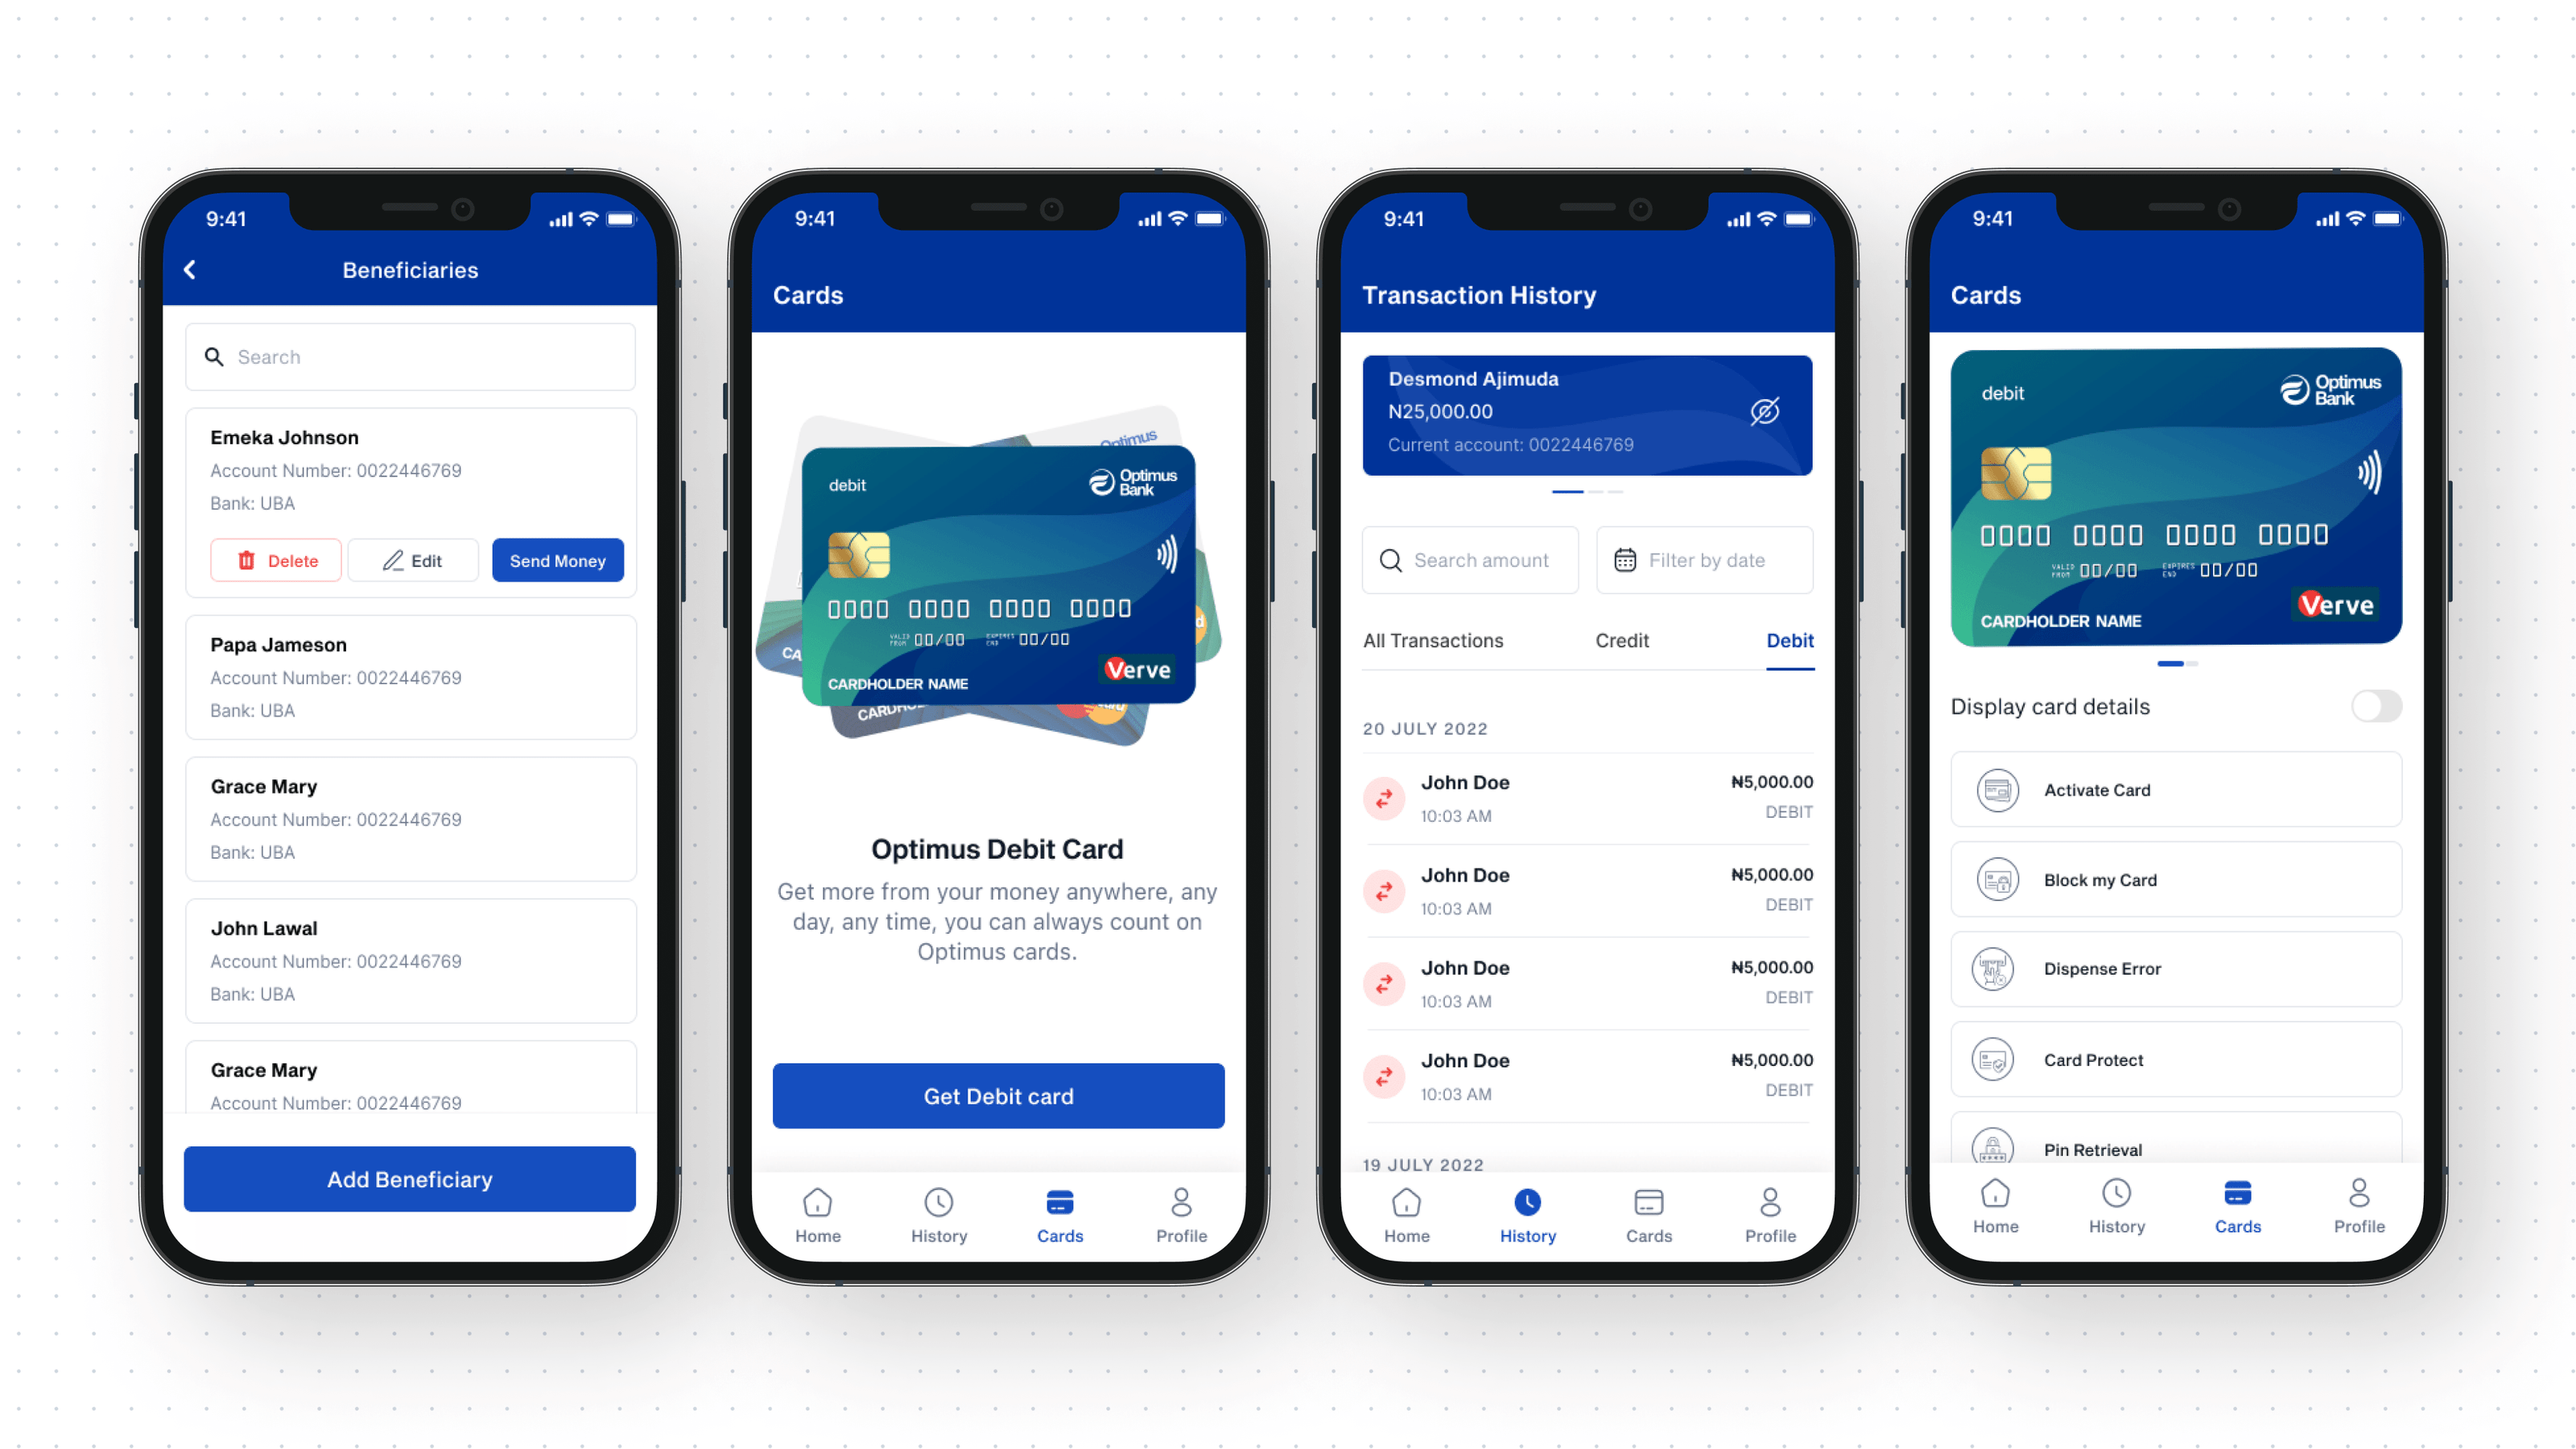 9:41
Beneficiaries
Search
Emeka Johnson
Account Number: 0022446769
Bank: UBA
Delete
Edit
Send Money
Papa Jameson
Account Number: 0022446769
Bank: UBA
Grace Mary
Account Number: 0022446769
Bank: UBA
John Lawal
Account Number: 0022446769
Bank: UBA
Grace Mary
Account Number: 0022446769
Add Beneficiary
9:41
Cards
Optimus
debit
Optimus
Bank
0000 0000 0000 0000
VALID FROM 00/00 EXPIRES END 00/00
Verve
CARDHOLDER NAME
Optimus Debit Card
Get more from your money anywhere, any
day, any time, you can always count on
Optimus cards.
Get Debit card
Home
History
Cards
Profile
9:41
Transaction History
Desmond Ajimuda
N25,000.00
Current account: 0022446769
Search amount
Filter by date
All Transactions
Credit
Debit
20 JULY 2022
John Doe
₦5,000.00
10:03 AM
DEBIT
John Doe
₦5,000.00
10:03 AM
DEBIT
John Doe
₦5,000.00
10:03 AM
DEBIT
John Doe
₦5,000.00
10:03 AM
DEBIT
19 JULY 2022
Home
History
Cards
Profile
9:41
Cards
debit
Optimus
Bank
0000 0000 0000 0000
VALID FROM 00/00 EXPIRES END 00/00
Verve
CARDHOLDER NAME
Display card details
Activate Card
Block my Card
Dispense Error
Card Protect
Pin Retrieval
Home
History
Cards
Profile